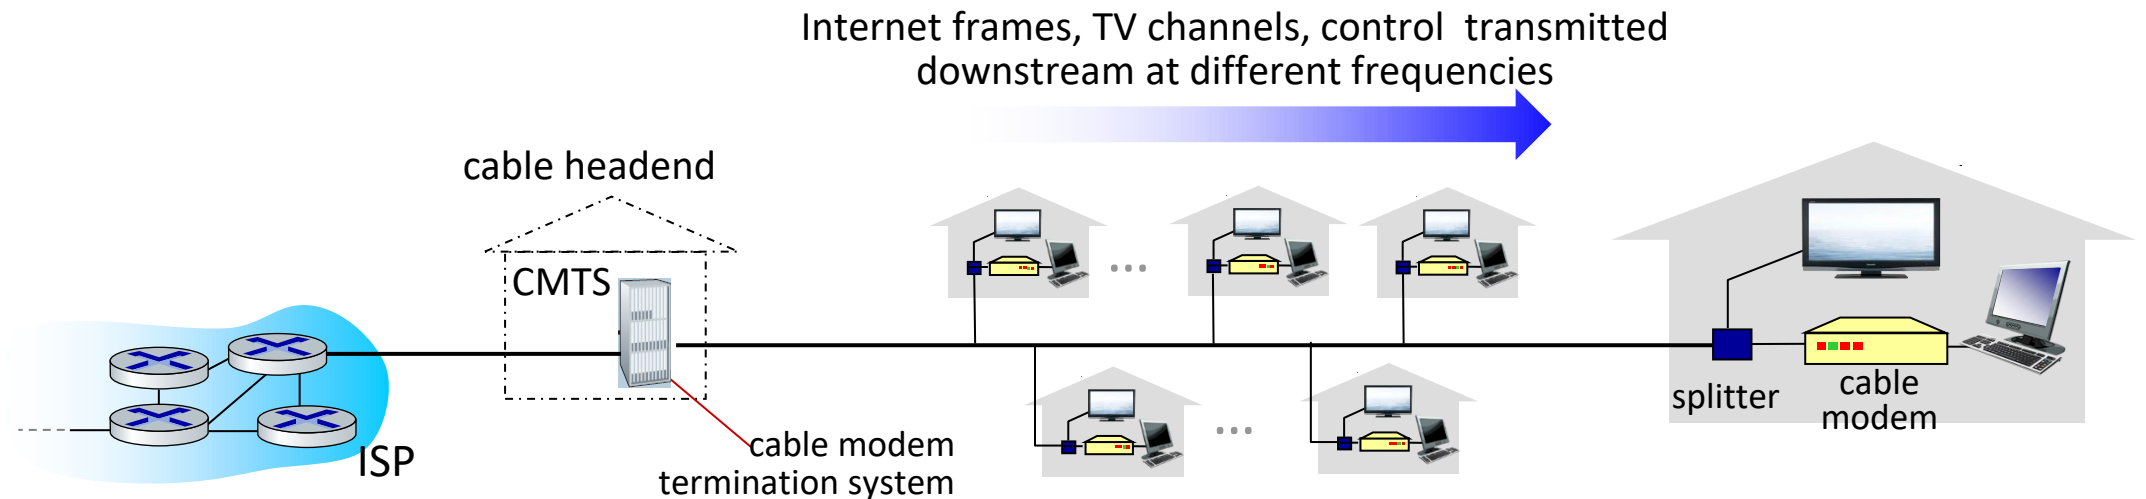 Internet frames, TV channels, control transmitted
downstream at different frequencies
cable headend
CMTS
ISP
cable modem
termination system
splitter
cable
modem